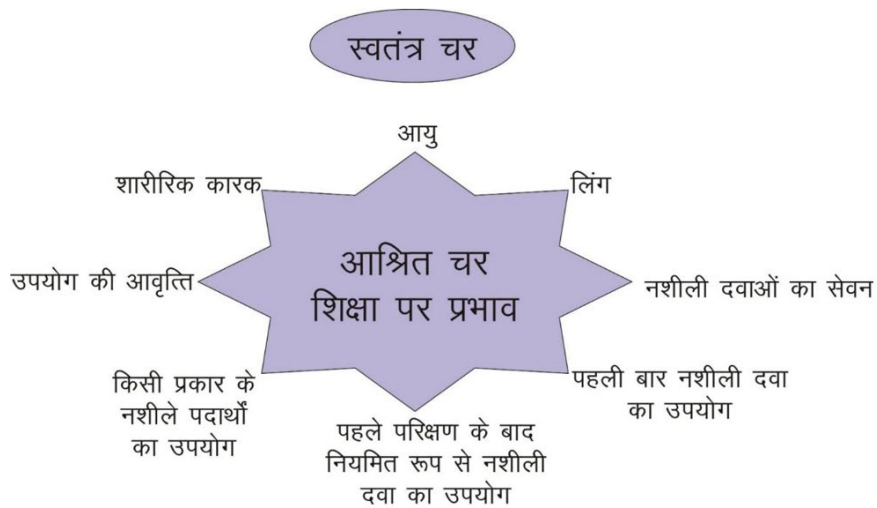 स्वतंत्र चर
आयु
शारीरिक कारक
लिंग
उपयोग की आवृत्ति
आश्रित चर
शिक्षा पर प्रभाव
नशीली दवाओं का सेवन
किसी प्रकार के
नशीले पदार्थों
का उपयोग
पहले परिक्षण के बाद
नियमित रूप से नशीली
दवा का उपयोग
पहली बार नशीली दवा
का उपयोग